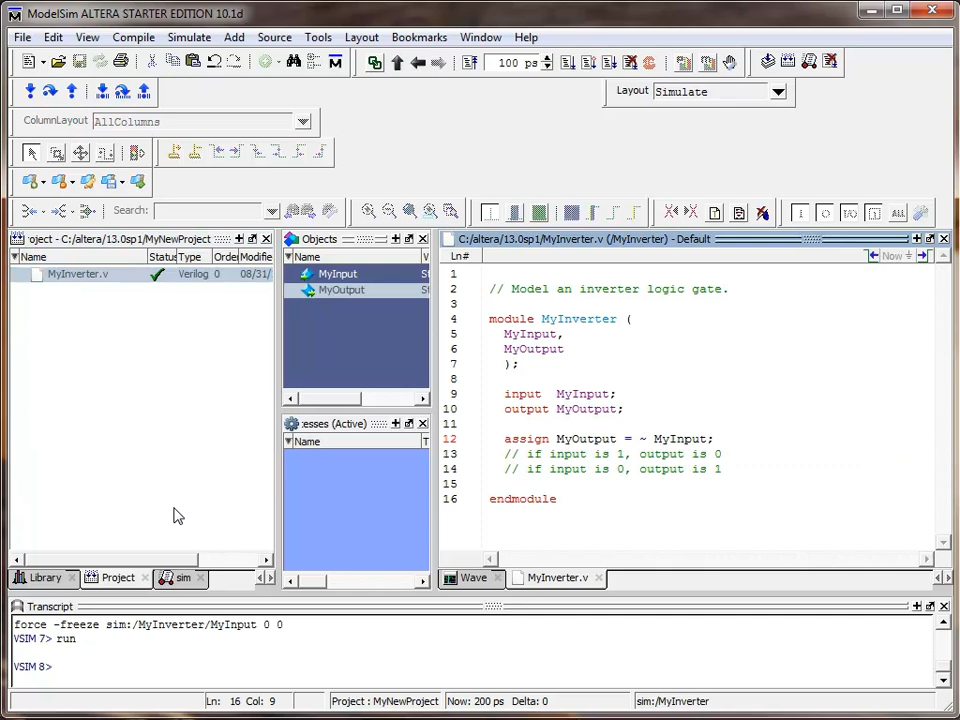 ModelSim ALTERA STARTER EDITION 10.1d
File Edit View Compile Simulate Add Source Tools Layout Bookmarks Window Help
100 ps
Layout Simulate
ColumnLayout AllColumns
Search:
ALL
roject - C:/altera/13.0sp1/MyNewProject
Name Status Type Order Modifie
MyInverter.v Verilog 0 08/31/
Objects
Name
MyInput St
MyOutput St
esses (Active)
Name T
C:/altera/13.0sp1/MyInverter.v (/MyInverter) - Default
Ln# Now
1
2 // Model an inverter logic gate.
3
4 module MyInverter (
5 MyInput,
6 MyOutput
7 );
8
9 input MyInput;
10 output MyOutput;
11
12 assign MyOutput = ~ MyInput;
13 // if input is 1, output is 0
14 // if input is 0, output is 1
15
16 endmodule
Library Project sim
Wave MyInverter.v
Transcript
force -freeze sim:/MyInverter/MyInput 0 0
VSIM 7> run
VSIM 8>
Ln: 16 Col: 9 Project : MyNewProject Now: 200 ps Delta: 0 sim:/MyInverter